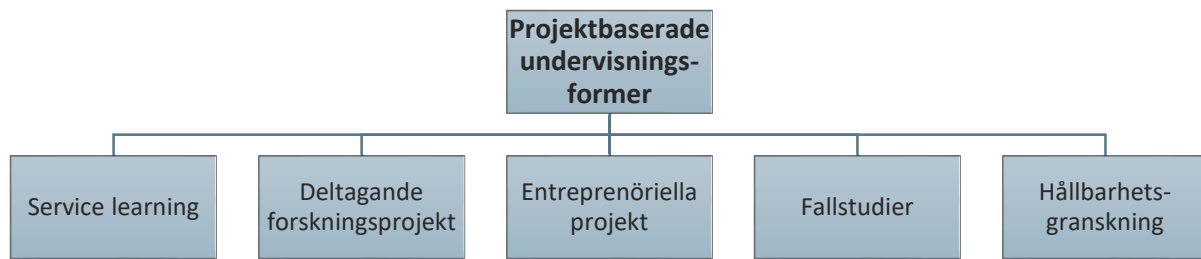 Projektbaserade
undervisnings-
former
Service learning
Deltagande
forskningsprojekt
Entreprenöriella
projekt
Fallstudier
Hållbarhets-
granskning